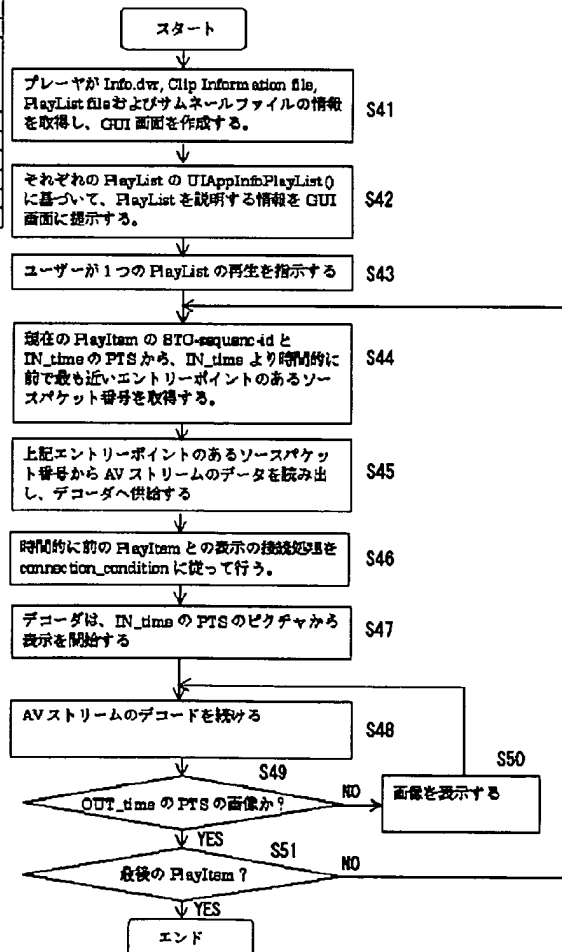 スタート
プレーヤが Info.dvr, Clip Information file,
PlayList fileおよびサムネールファイルの情報
を取得し、GUI 画面を作成する。
S41
それぞれの PlayList の UIAppInfoPlayList()
に基づいて、PlayList を説明する情報を GUI
画面に提示する。
S42
ユーザーが 1 つの PlayList の再生を指示する
S43
現在の PlayItem の STC-sequenc-id と
IN_time の PTS から、IN_time より時間的に
前で最も近いエントリーポイントのあるソー
スパケット番号を取得する。
S44
上記エントリーポイントのあるソースパケッ
ト番号から AV ストリームのデータを読み出
し、デコーダへ供給する
S45
時間的に前の PlayItem との表示の接続処理を
connection_condition に従って行う。
S46
デコーダは、IN_time の PTS のピクチャから
表示を開始する
S47
AV ストリームのデコードを続ける
S48
S49
OUT_time の PTS の画像か?
NO
S50
画像を表示する
YES
S51
最後の PlayItem ?
NO
YES
エンド